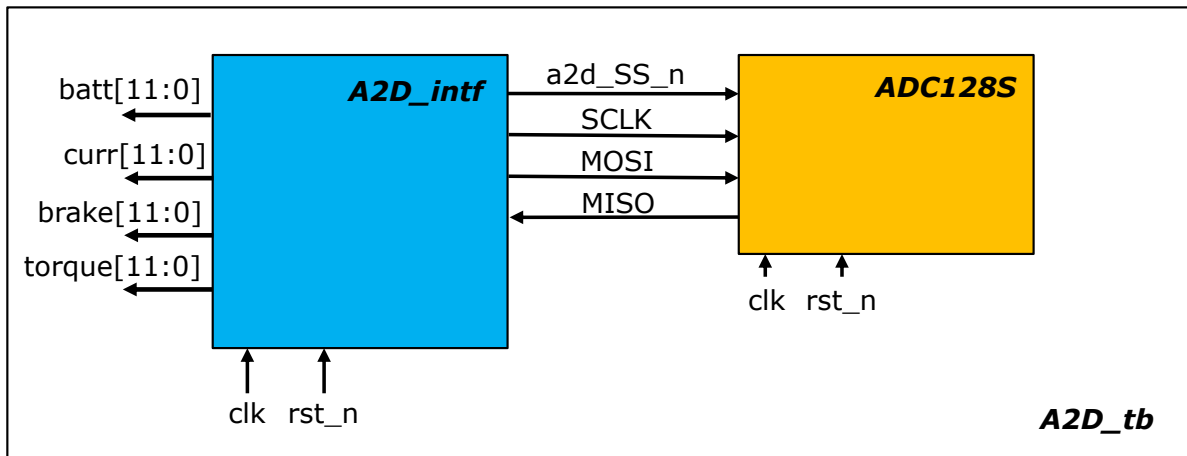 A2D_intf
ADC128S
batt[11:0]
curr[11:0]
brake[11:0]
torque[11:0]
a2d_SS_n
SCLK
MOSI
MISO
clk rst_n
clk rst_n
A2D_tb